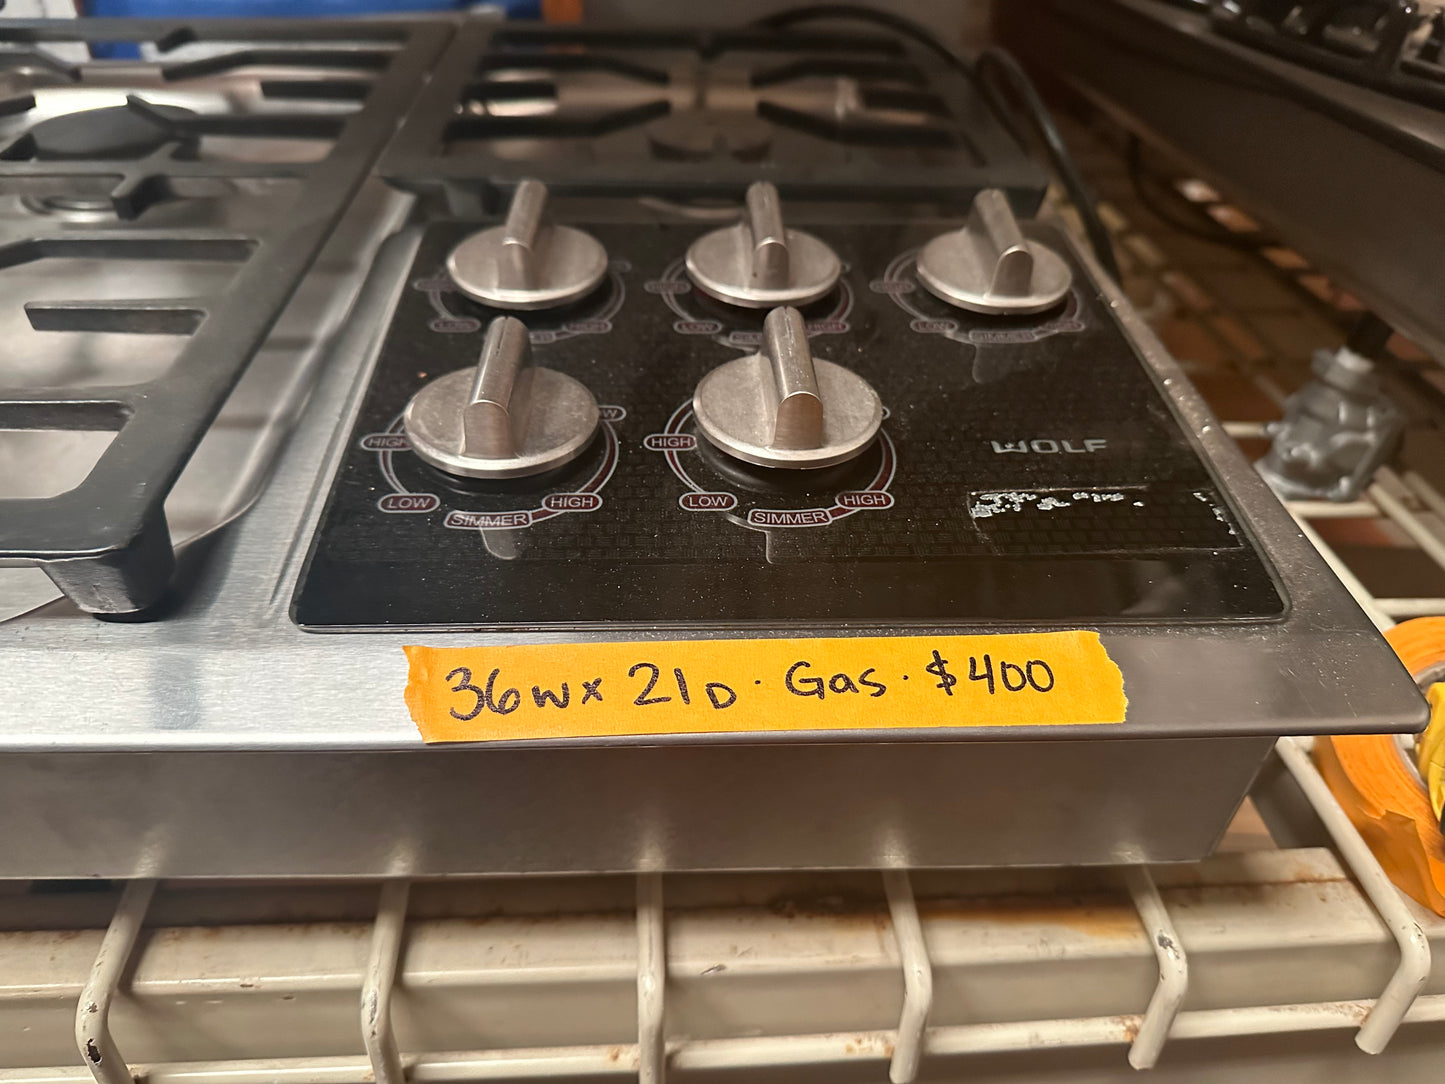 LOW HIGH
LOW HIGH
LOW SIMMER
HIGH LOW SIMMER HIGH
HIGH LOW SIMMER HIGH
WOLF
36W x 21D · Gas · $400